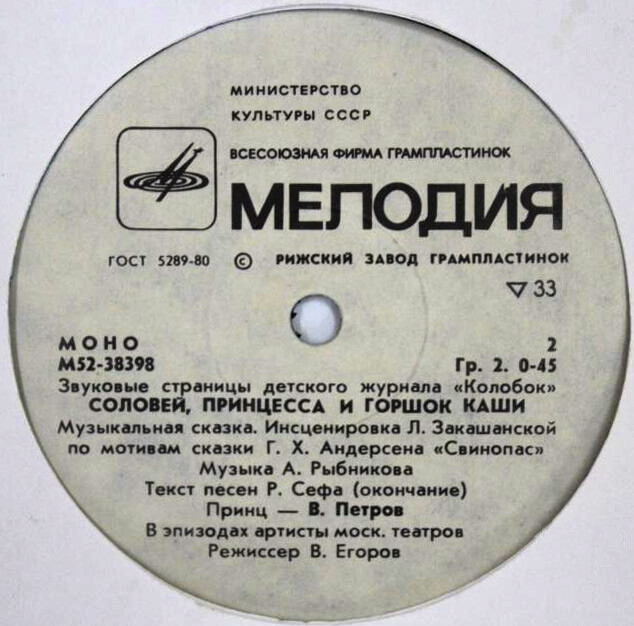 МИНИСТЕРСТВО
КУЛЬТУРЫ СССР
ВСЕСОЮЗНАЯ ФИРМА ГРАМПЛАСТИНОК
МЕЛОДИЯ
ГОСТ 5289-80 © РИЖСКИЙ ЗАВОД ГРАМПЛАСТИНОК
▽ 33
МОНО 2
М52-38398 Гр. 2. 0-45
Звуковые страницы детского журнала «Колобок»
СОЛОВЕЙ, ПРИНЦЕССА И ГОРШОК КАШИ
Музыкальная сказка. Инсценировка Л. Закашанской
по мотивам сказки Г. Х. Андерсена «Свинопас»
Музыка А. Рыбникова
Текст песен Р. Сефа (окончание)
Принц — В. Петров
В эпизодах артисты моск. театров
Режиссер В. Егоров